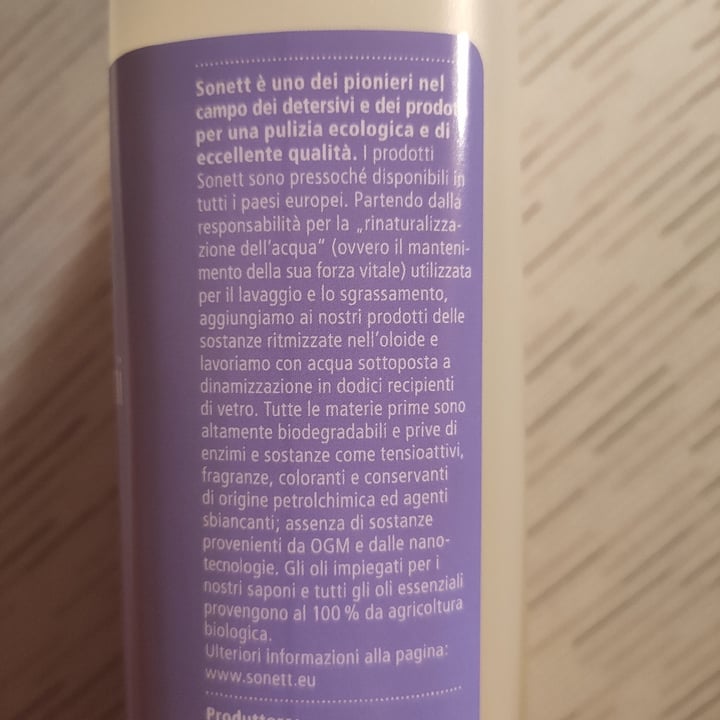 Sonett è uno dei pionieri nel
campo dei detersivi e dei prodot
per una pulizia ecologica e di
eccellente qualità. I prodotti
Sonett sono pressoché disponibili in
tutti i paesi europei. Partendo dalla
responsabilità per la „rinaturalizza-
zione dell'acqua" (ovvero il manteni-
mento della sua forza vitale) utilizzata
per il lavaggio e lo sgrassamento,
aggiungiamo ai nostri prodotti delle
sostanze ritmizzate nell'oloide e
lavoriamo con acqua sottoposta a
dinamizzazione in dodici recipienti
di vetro. Tutte le materie prime sono
altamente biodegradabili e prive di
enzimi e sostanze come tensioattivi,
fragranze, coloranti e conservanti
di origine petrolchimica ed agenti
sbiancanti; assenza di sostanze
provenienti da OGM e dalle nano-
tecnologie. Gli oli impiegati per i
nostri saponi e tutti gli oli essenziali
provengono al 100 % da agricoltura
biologica.
Ulteriori informazioni alla pagina:
www.sonett.eu